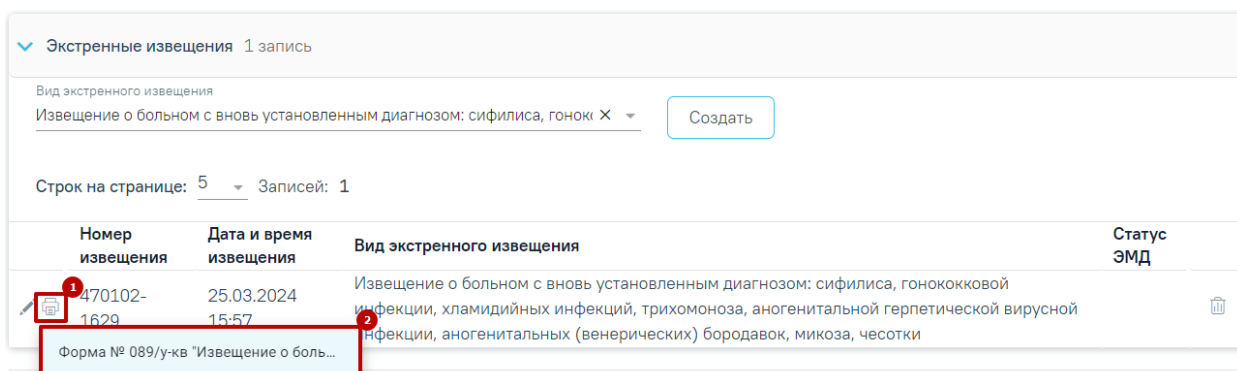 Экстренные извещения 1 запись
Вид экстренного извещения
Извещение о больном с вновь установленным диагнозом: сифилиса, гоноко
Создать
Строк на странице: 5 Записей: 1
Номер извещения
Дата и время извещения
Вид экстренного извещения
Статус ЭМД
1
470102-
1629
25.03.2024
15:57
Извещение о больном с вновь установленным диагнозом: сифилиса, гонококковой
инфекции, хламидийных инфекций, трихомоноза, аногенитальной герпетической вирусной
инфекции, аногенитальных (венерических) бородавок, микоза, чесотки
2
Форма № 089/у-кв "Извещение о боль...